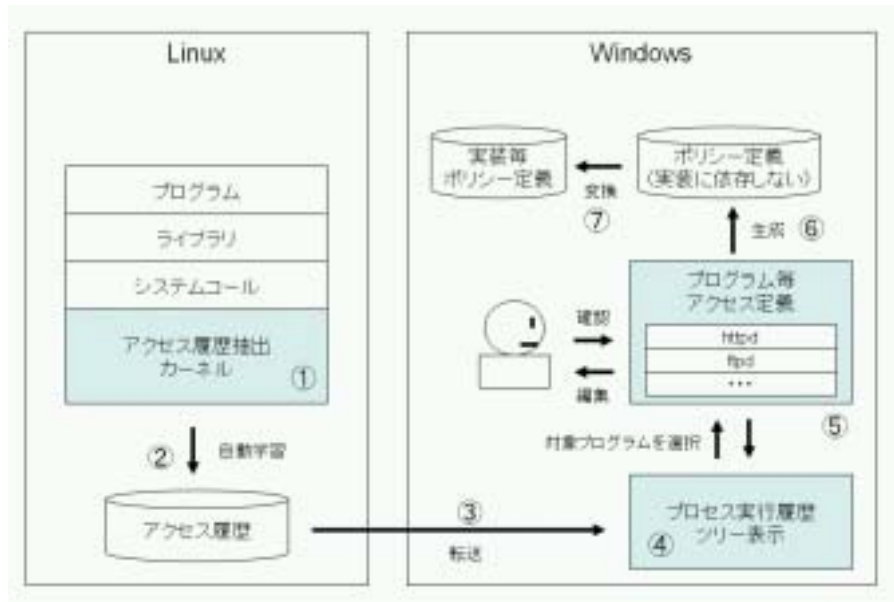 Linux
プログラム
ライブラリ
システムコール
アクセス履歴抽出
カーネル
①
②
自動学習
アクセス履歴
③
転送
Windows
実装毎
ポリシー定義
変換
⑦
ポリシー定義
(実装に依存しない)
生成
⑥
プログラム毎
アクセス定義
httpd
ftpd
・・・
⑤
確認
編集
対象プログラムを選択
プロセス実行履歴
ツリー表示
④